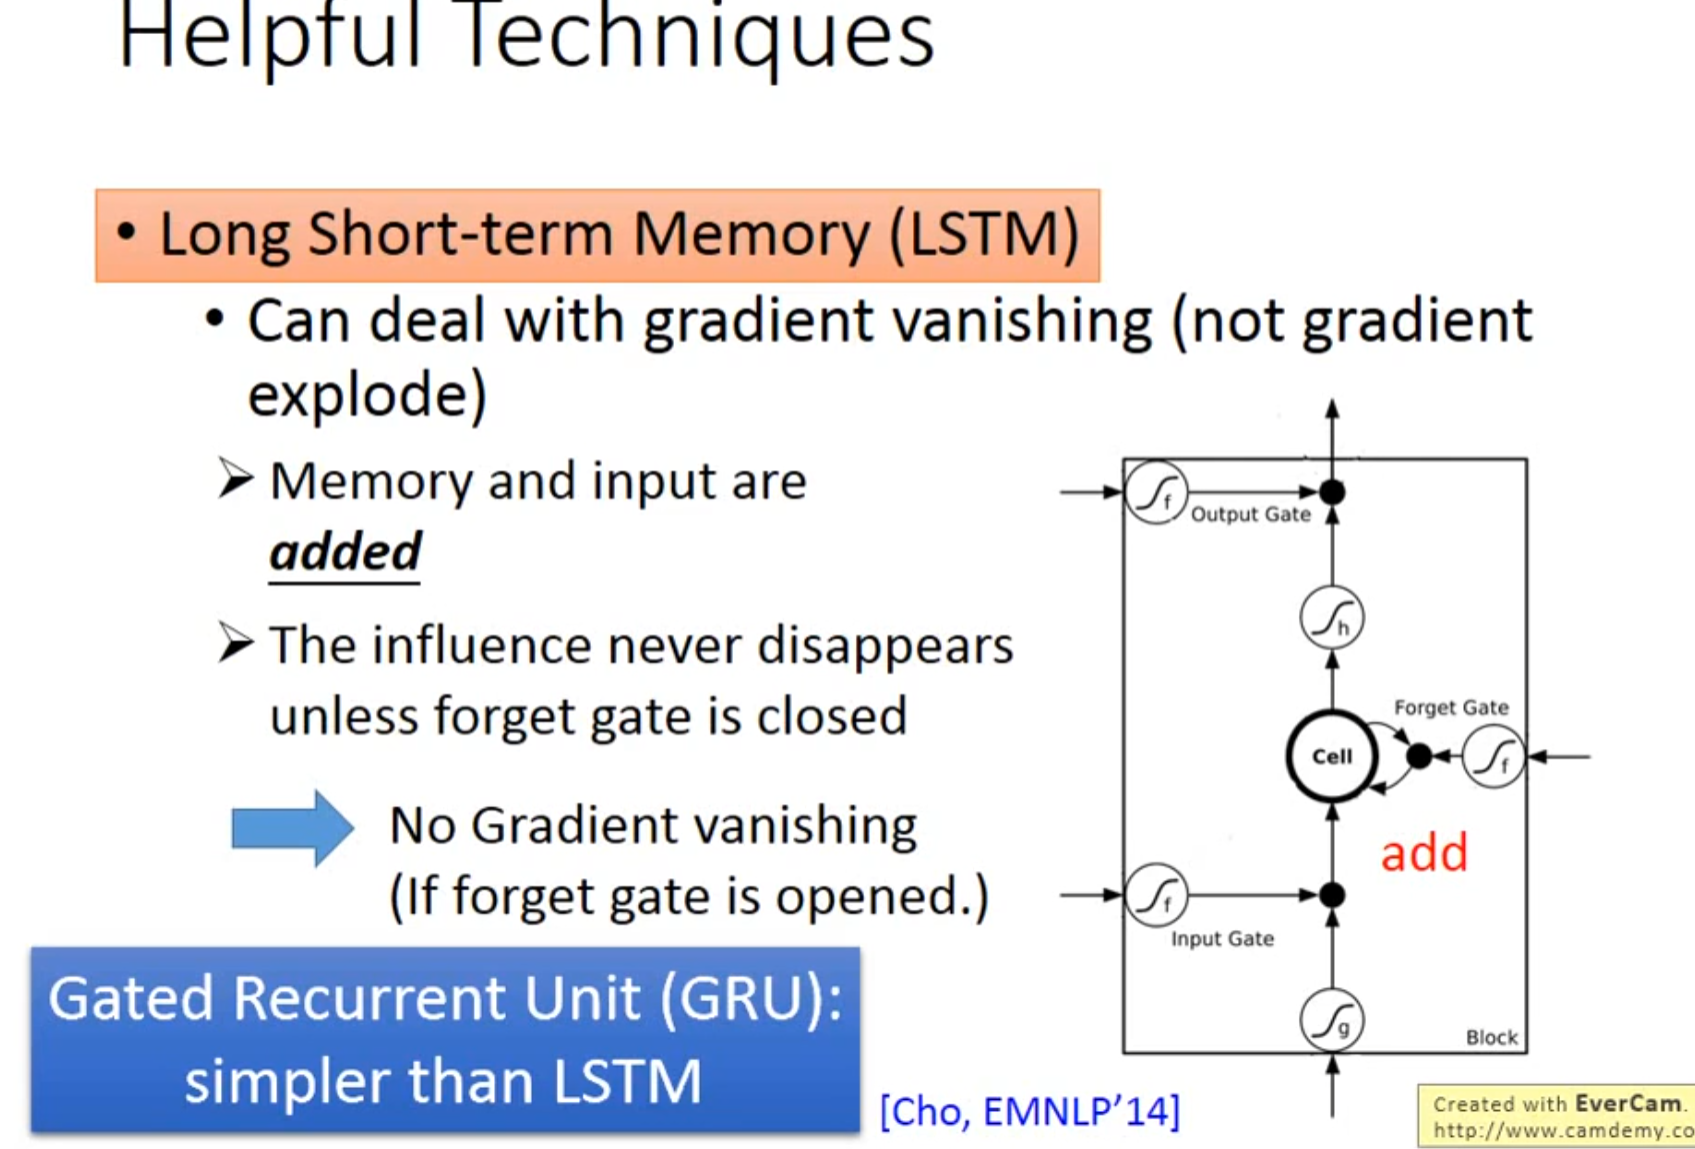 Helpful Techniques
• Long Short-term Memory (LSTM)
• Can deal with gradient vanishing (not gradient
explode)
➢ Memory and input are
added
➢ The influence never disappears
unless forget gate is closed
No Gradient vanishing
(If forget gate is opened.)
Gated Recurrent Unit (GRU):
simpler than LSTM
[Cho, EMNLP’14]
f
Output Gate
h
Forget Gate
Cell
f
add
f
Input Gate
g
Block
Created with EverCam.
http://www.camdemy.co